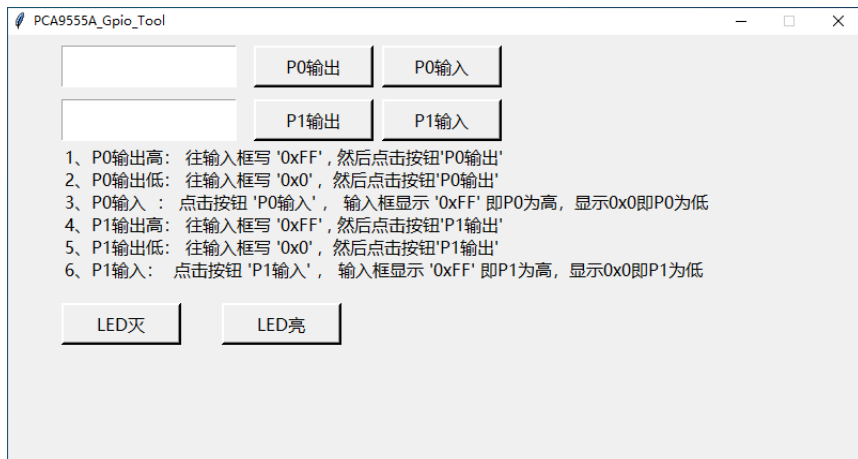 PCA9555A_Gpio_Tool
P0输出 P0输入
P1输出 P1输入
1、P0输出高： 往输入框写 '0xFF' , 然后点击按钮'P0输出'
2、P0输出低： 往输入框写 '0x0' ,  然后点击按钮'P0输出'
3、P0输入 ： 点击按钮 'P0输入' ， 输入框显示 '0xFF' 即P0为高，显示0x0即P0为低
4、P1输出高： 往输入框写 '0xFF' , 然后点击按钮'P1输出'
5、P1输出低： 往输入框写 '0x0' ,  然后点击按钮'P1输出'
6、P1输入：  点击按钮 'P1输入' ， 输入框显示 '0xFF' 即P1为高，显示0x0即P1为低
LED灭 LED亮